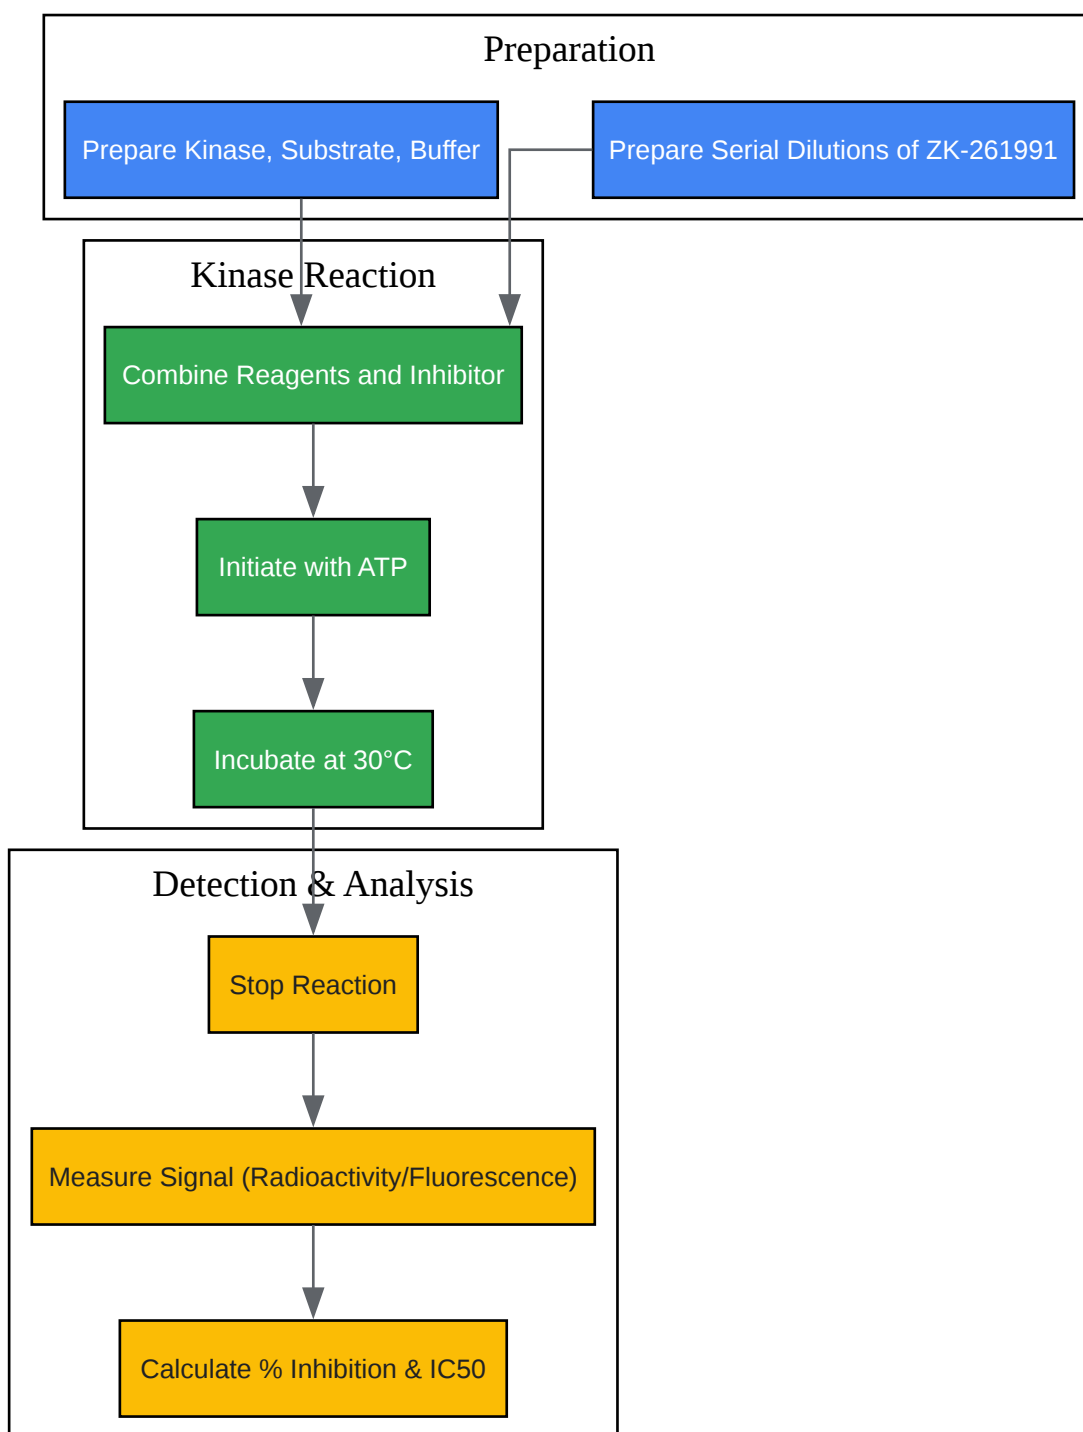 Preparation
Prepare Kinase, Substrate, Buffer
Prepare Serial Dilutions of ZK-261991
Kinase Reaction
Combine Reagents and Inhibitor
Initiate with ATP
Incubate at 30°C
Detection & Analysis
Stop Reaction
Measure Signal (Radioactivity/Fluorescence)
Calculate % Inhibition & IC50